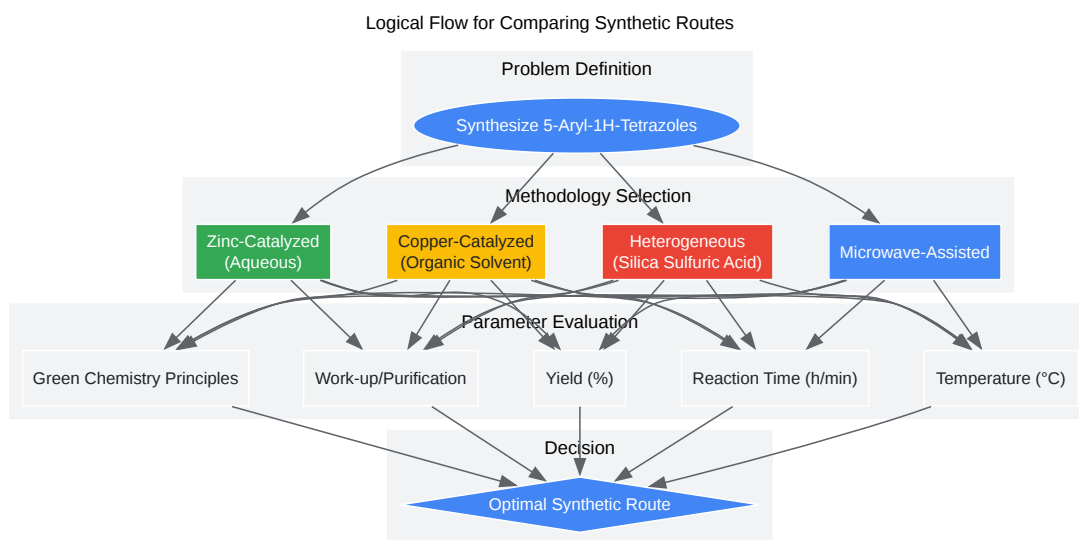 Logical Flow for Comparing Synthetic Routes
Problem Definition
Synthesize 5-Aryl-1H-Tetrazoles
Methodology Selection
Zinc-Catalyzed
(Aqueous)
Copper-Catalyzed
(Organic Solvent)
Heterogeneous
(Silica Sulfuric Acid)
Microwave-Assisted
Parameter Evaluation
Green Chemistry Principles
Work-up/Purification
Yield (%)
Reaction Time (h/min)
Temperature (°C)
Decision
Optimal Synthetic Route